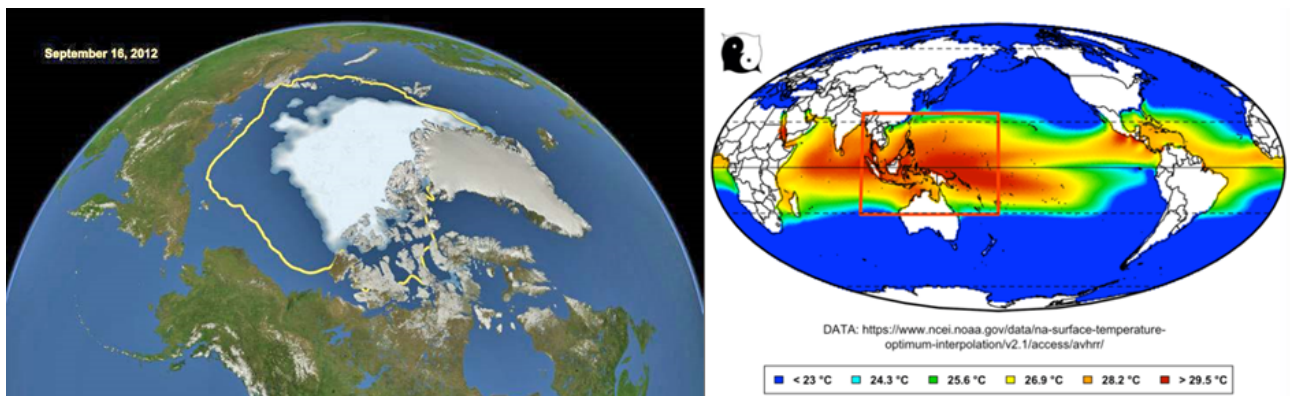 September 16, 2012
DATA: https://www.ncei.noaa.gov/data/na-surface-temperature-
optimum-interpolation/v2.1/access/avhrr/
< 23 °C 24.3 °C 25.6 °C 26.9 °C 28.2 °C > 29.5 °C